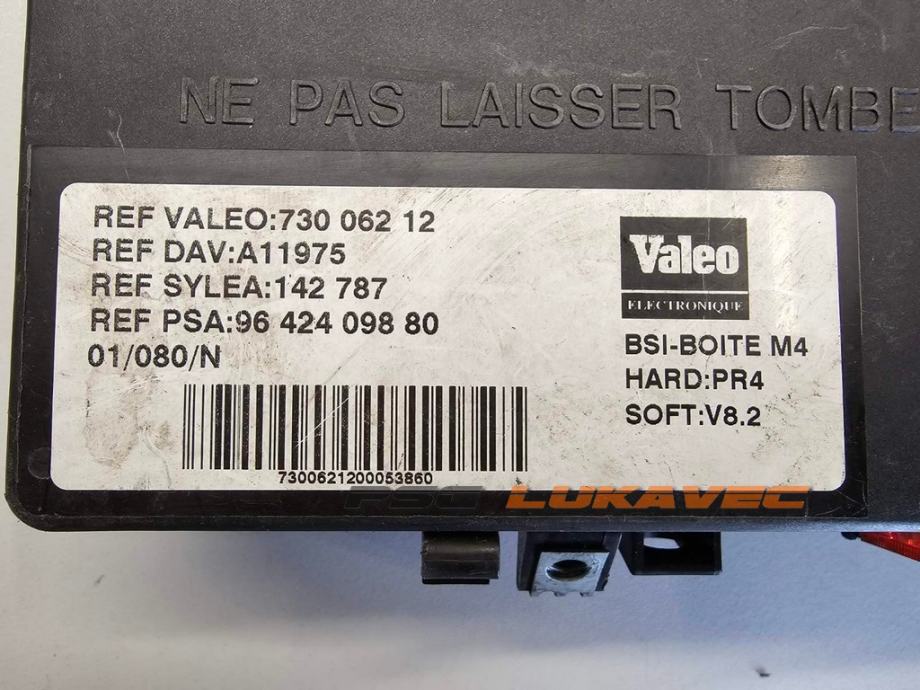 NE PAS LAISSER TOMBE
REF VALEO:730 062 12
REF DAV:A11975
REF SYLEA:142 787
REF PSA:96 424 098 80
01/080/N
7300621200053860
Valeo
ELECTRONIQUE
BSI-BOITE M4
HARD:PR4
SOFT:V8.2
PSG LUKAVEC